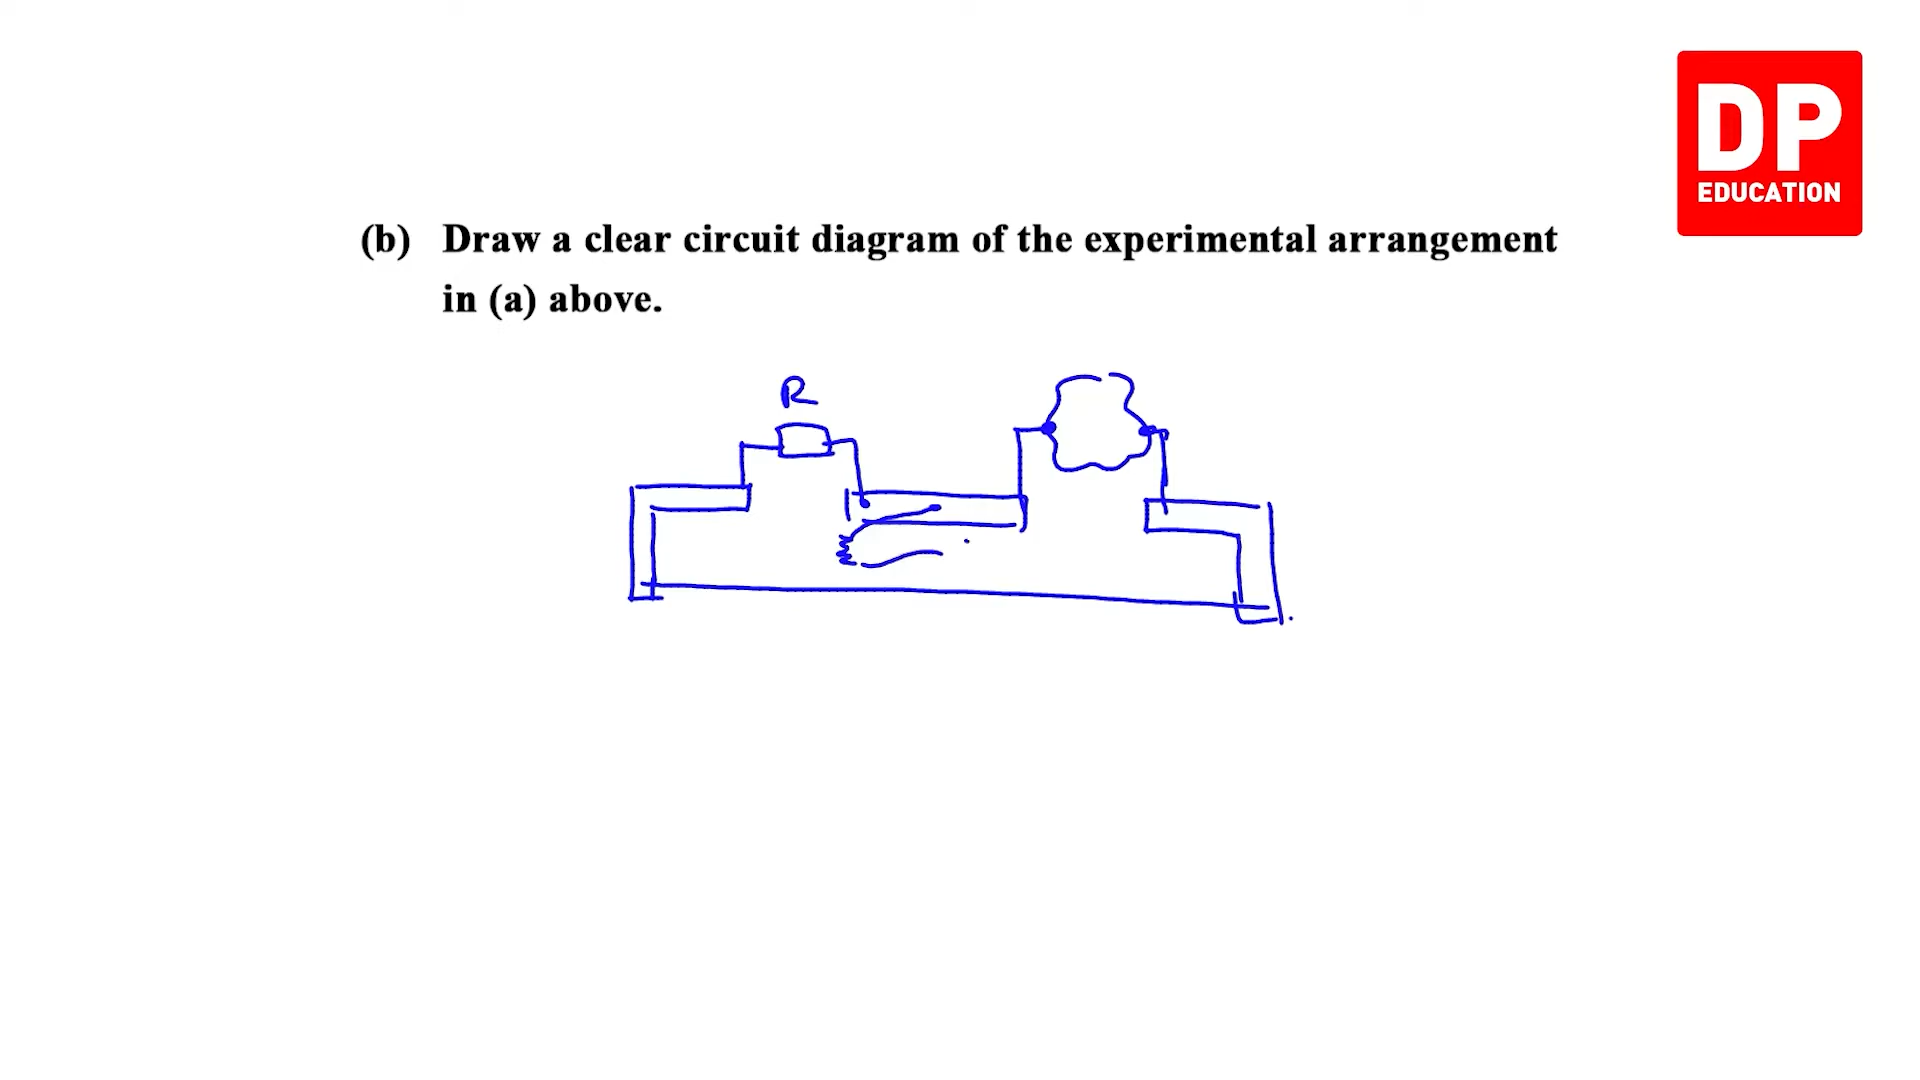 DP
EDUCATION
(b) Draw a clear circuit diagram of the experimental arrangement
in (a) above.
R